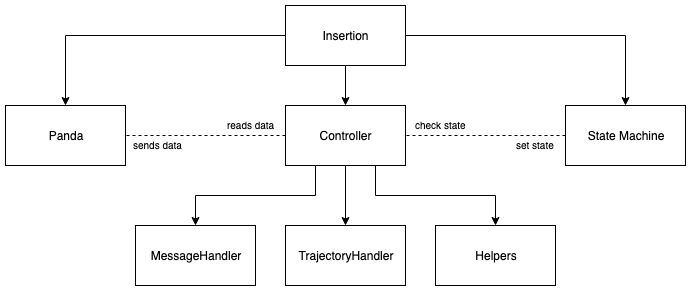 Insertion
Panda
reads data
sends data
Controller
check state
set state
State Machine
MessageHandler
TrajectoryHandler
Helpers